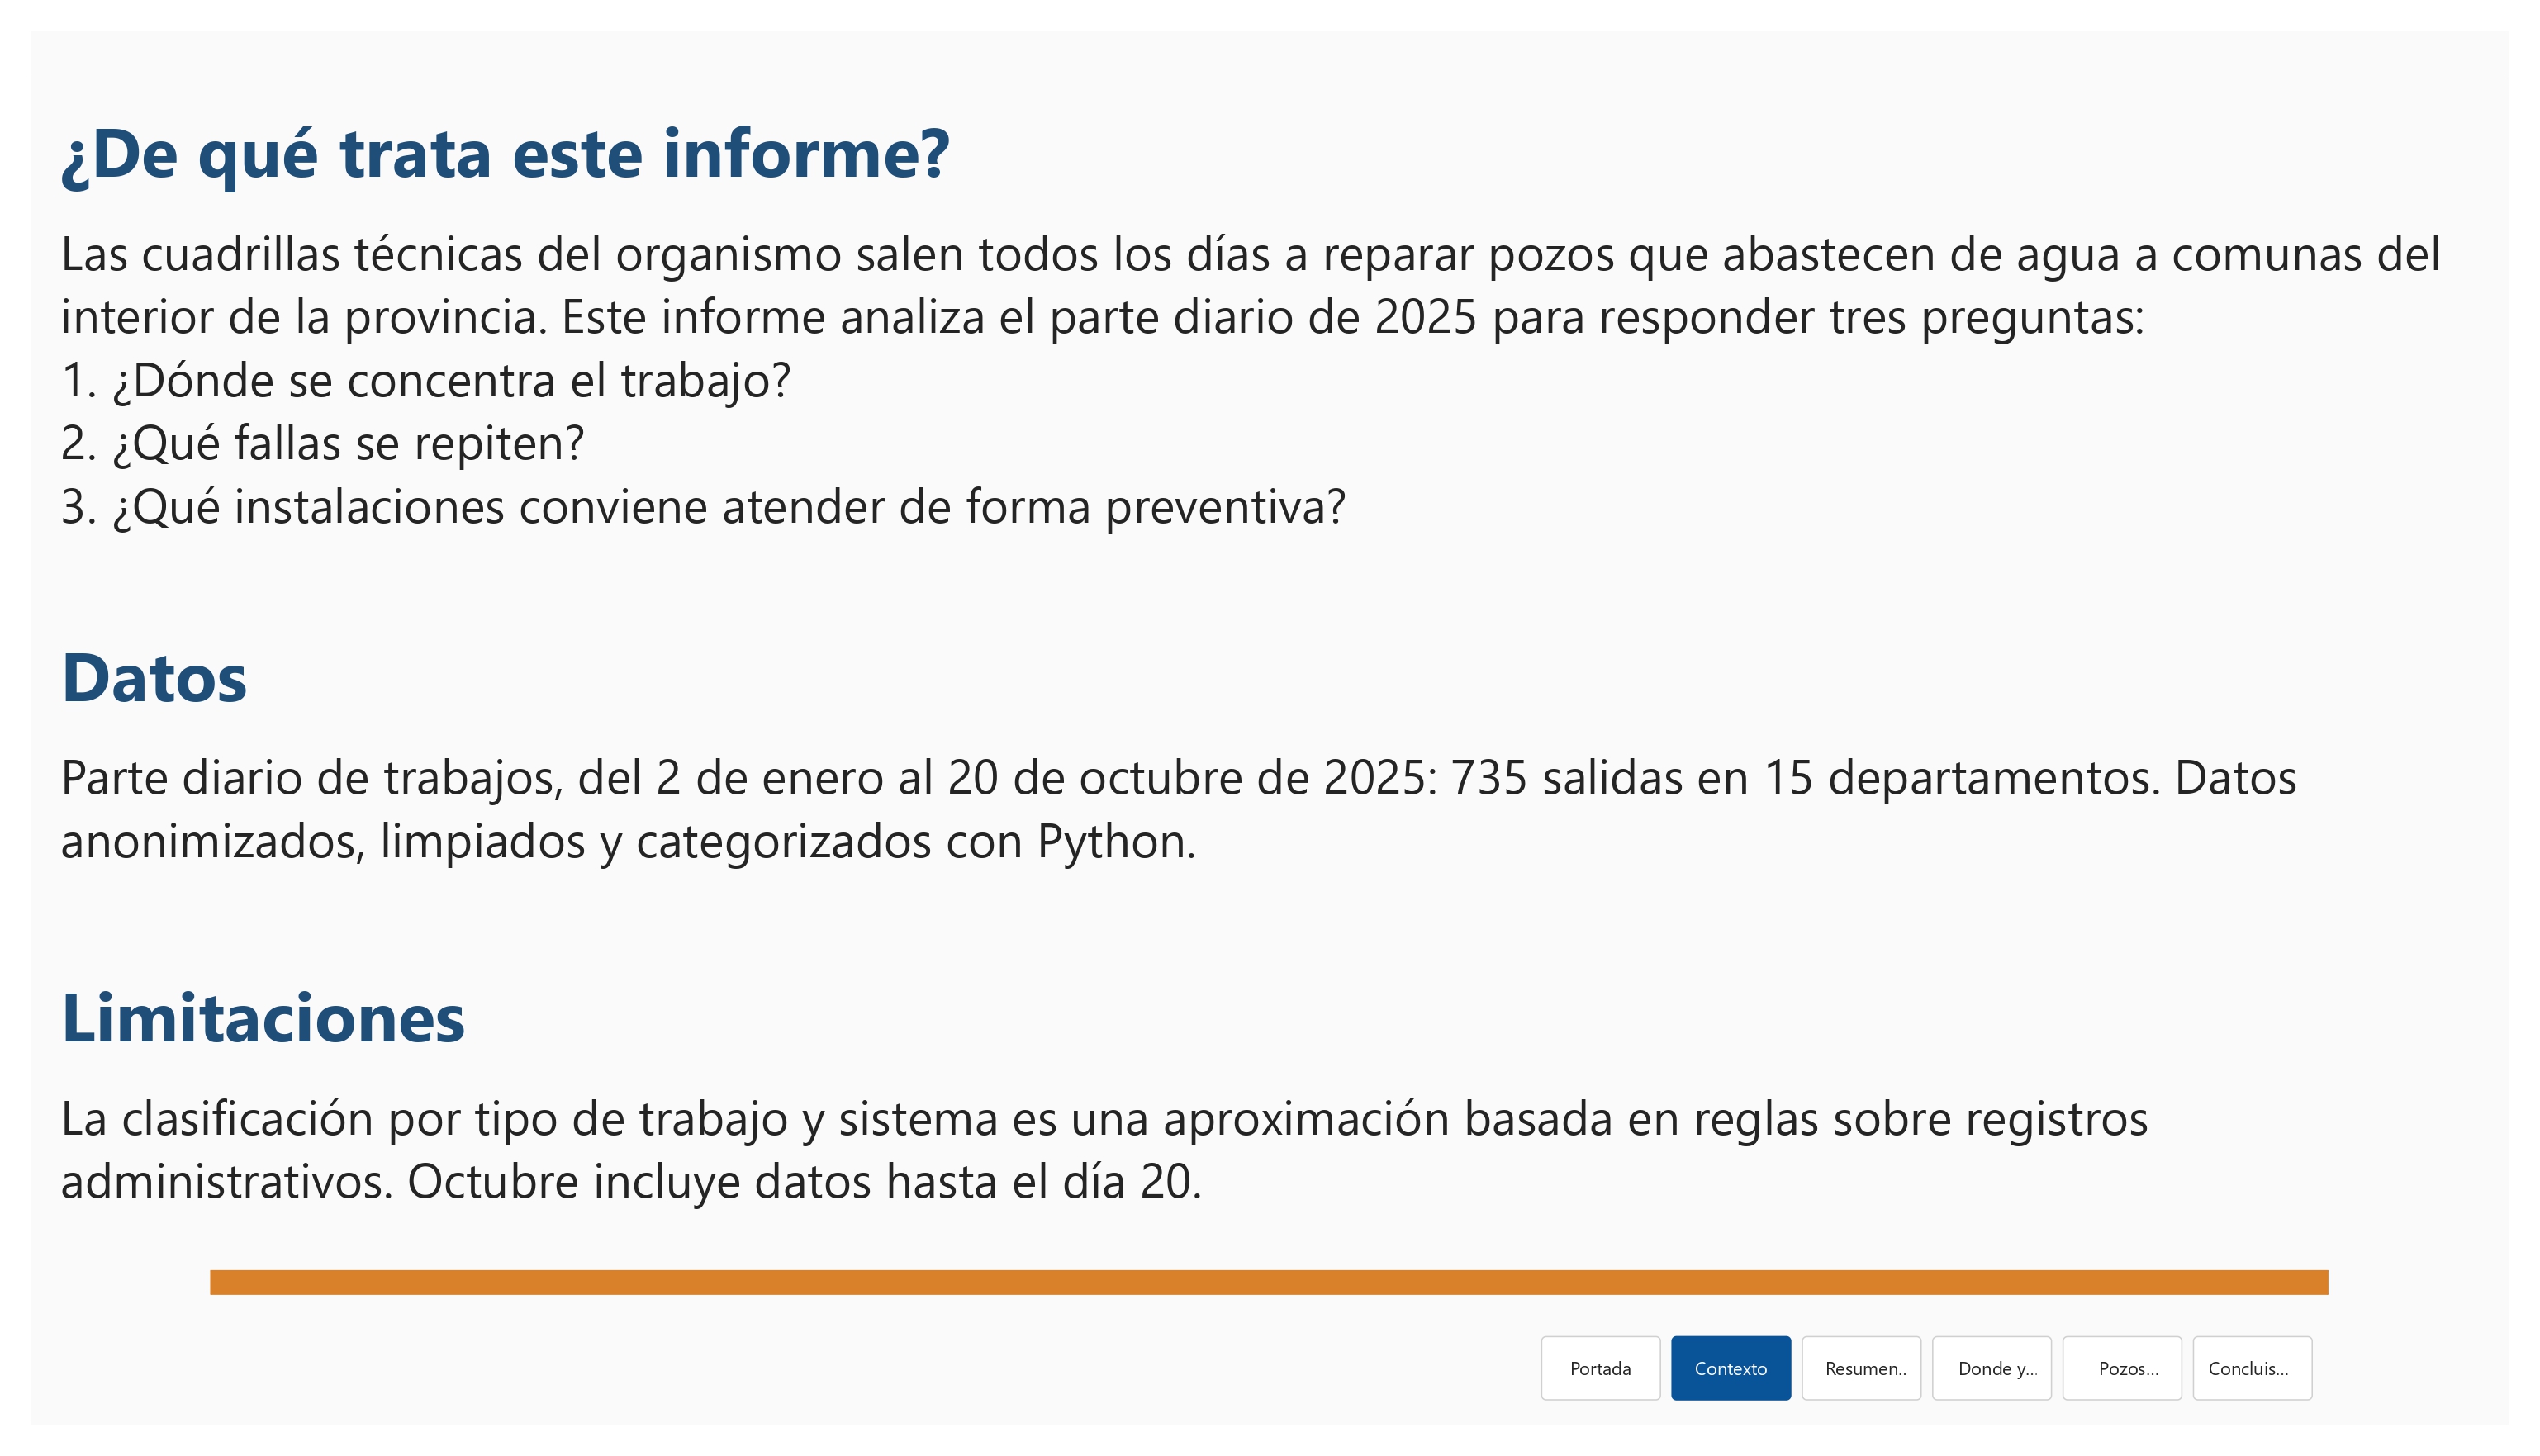 ¿De qué trata este informe?
Las cuadrillas técnicas del organismo salen todos los días a reparar pozos que abastecen de agua a comunas del
interior de la provincia. Este informe analiza el parte diario de 2025 para responder tres preguntas:
1. ¿Dónde se concentra el trabajo?
2. ¿Qué fallas se repiten?
3. ¿Qué instalaciones conviene atender de forma preventiva?
Datos
Parte diario de trabajos, del 2 de enero al 20 de octubre de 2025: 735 salidas en 15 departamentos. Datos
anonimizados, limpiados y categorizados con Python.
Limitaciones
La clasificación por tipo de trabajo y sistema es una aproximación basada en reglas sobre registros
administrativos. Octubre incluye datos hasta el día 20.
Portada Contexto Resumen.. Donde y... Pozos... Concluis...